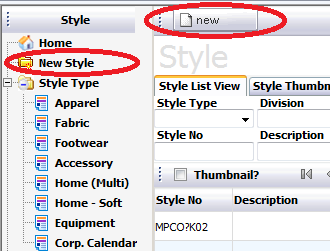 Style
Home
New Style
Style Type
Apparel
Fabric
Footwear
Accessory
Home (Multi)
Home - Soft
Equipment
Corp. Calendar
new
Style
Style List View Style Thumbn
Style Type Division
Style No Description
Thumbnail?
Style No Description
MPCO?K02